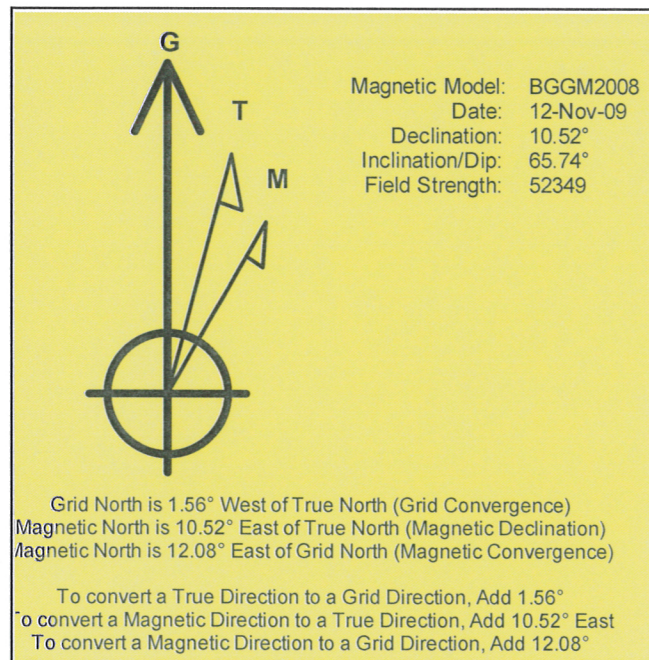 G
T
M
Magnetic Model: BGGM2008
Date: 12-Nov-09
Declination: 10.52°
Inclination/Dip: 65.74°
Field Strength: 52349
Grid North is 1.56° West of True North (Grid Convergence)
Magnetic North is 10.52° East of True North (Magnetic Declination)
Magnetic North is 12.08° East of Grid North (Magnetic Convergence)
To convert a True Direction to a Grid Direction, Add 1.56°
To convert a Magnetic Direction to a True Direction, Add 10.52° East
To convert a Magnetic Direction to a Grid Direction, Add 12.08°